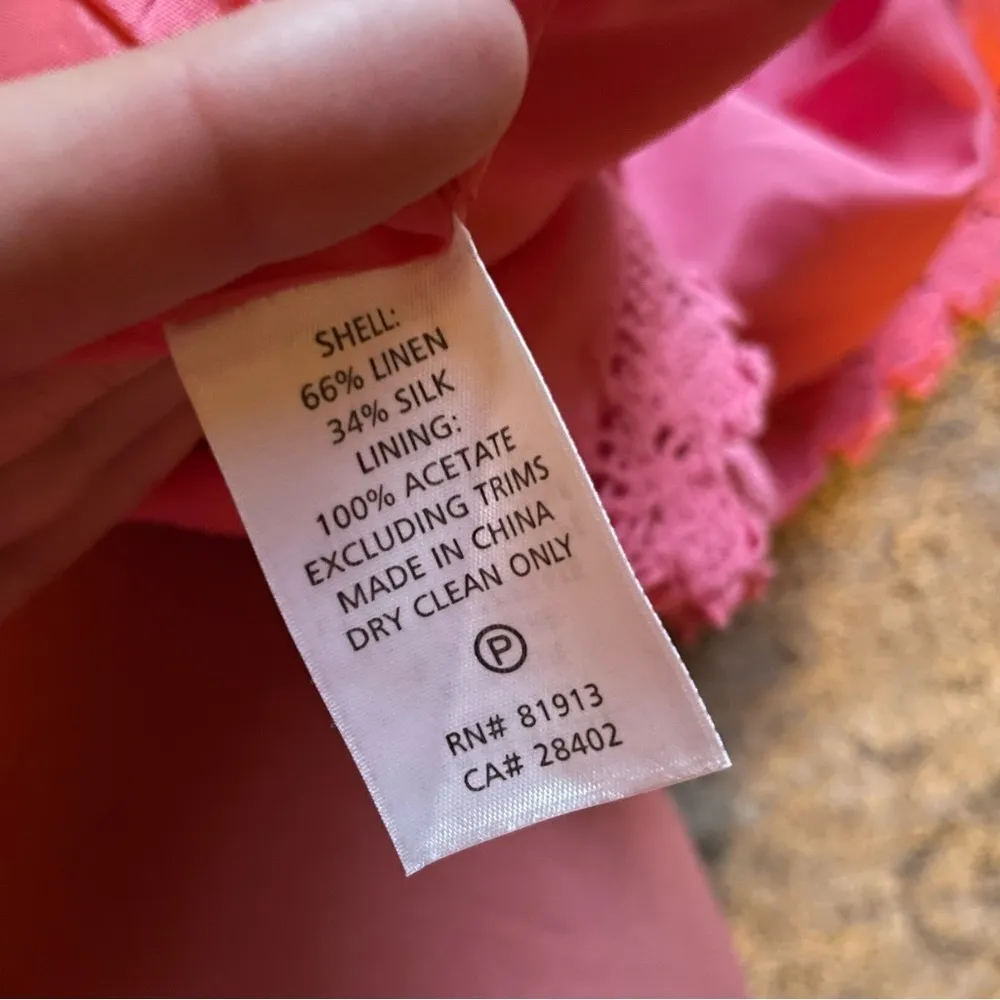 SHELL:
66% LINEN
34% SILK
LINING:
100% ACETATE
EXCLUDING TRIMS
MADE IN CHINA
DRY CLEAN ONLY
P
RN# 81913
CA# 28402